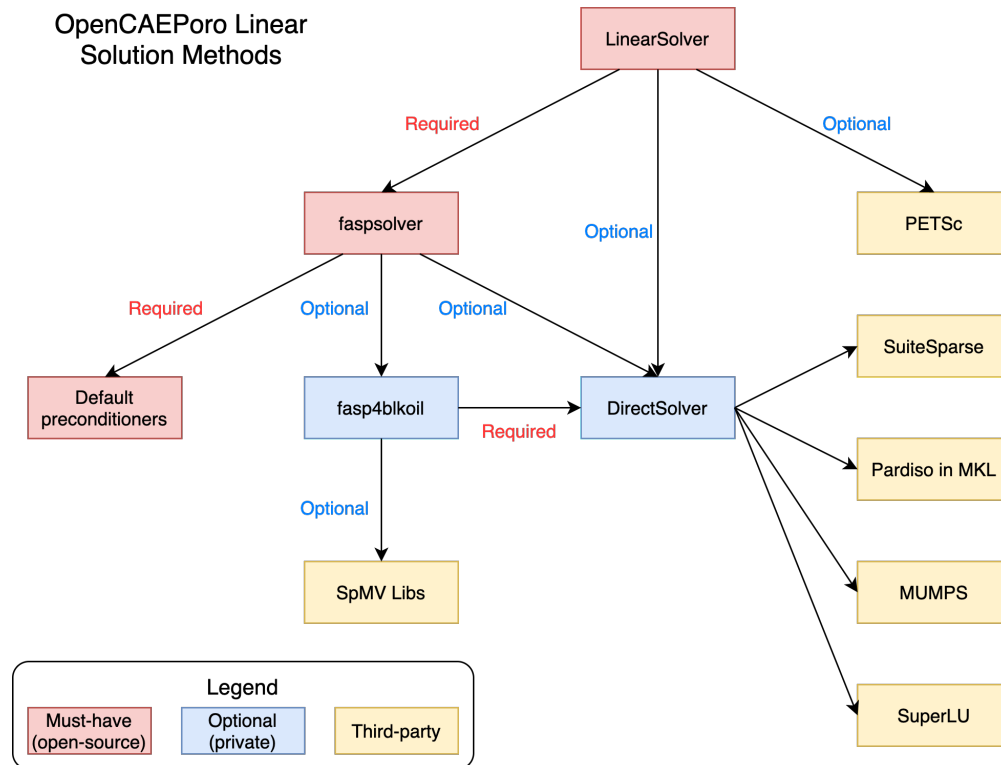 OpenCAEPoro Linear
Solution Methods
LinearSolver
Required
Optional
Optional
faspsolver
PETSc
Required
Optional
Optional
SuiteSparse
Default
preconditioners
fasp4blkoil
Required
DirectSolver
Pardiso in MKL
Optional
SpMV Libs
MUMPS
Legend
Must-have
(open-source)
Optional
(private)
Third-party
SuperLU